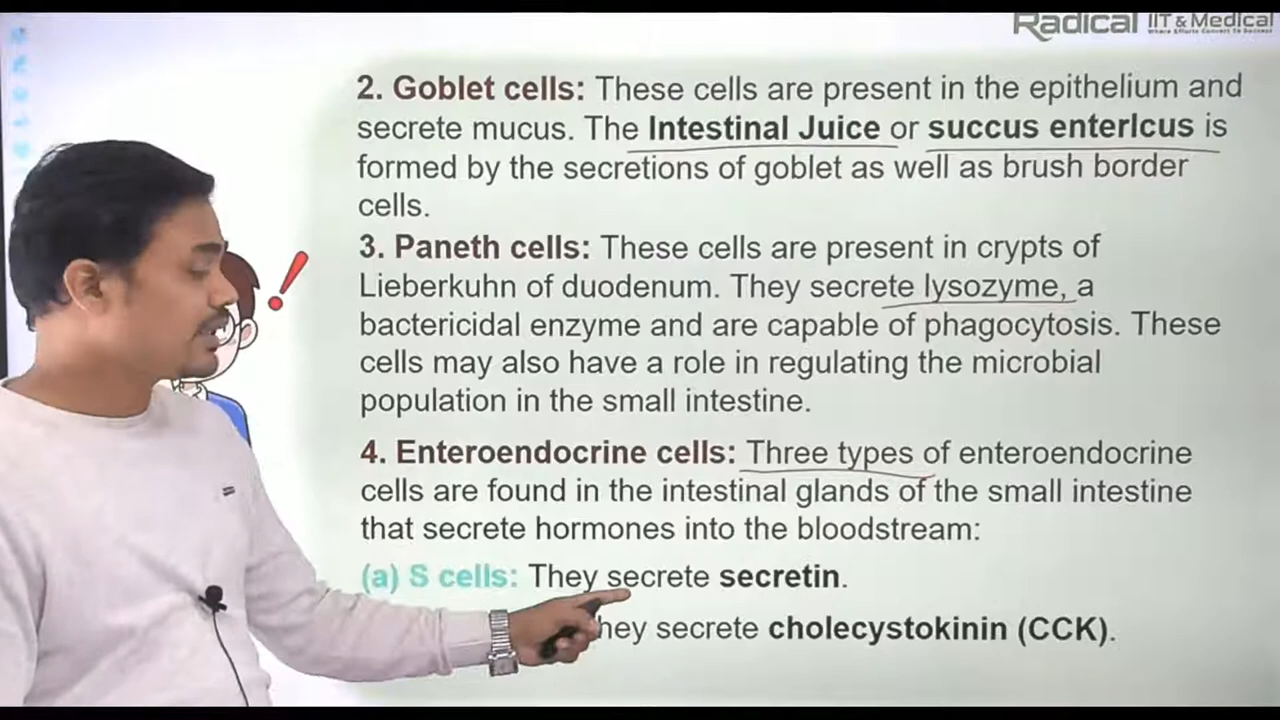 Radical IIT & Medical
Where Efforts Convert To Success
2. Goblet cells: These cells are present in the epithelium and
secrete mucus. The Intestinal Juice or succus enterIcus is
formed by the secretions of goblet as well as brush border
cells.
3. Paneth cells: These cells are present in crypts of
Lieberkuhn of duodenum. They secrete lysozyme, a
bactericidal enzyme and are capable of phagocytosis. These
cells may also have a role in regulating the microbial
population in the small intestine.
4. Enteroendocrine cells: Three types of enteroendocrine
cells are found in the intestinal glands of the small intestine
that secrete hormones into the bloodstream:
(a) S cells: They secrete secretin.
hey secrete cholecystokinin (CCK).